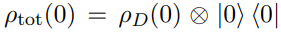 ρ_tot(0) = ρ_D(0) ⊗ |0⟩ ⟨0|